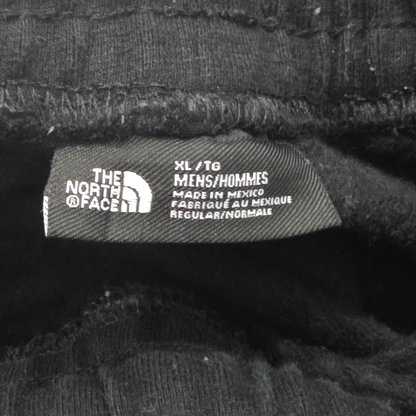 THE
NORTH
®FACE
XL/TG
MENS/HOMMES
MADE IN MEXICO
FABRIQUÉ AU MEXIQUE
REGULAR/NORMALE